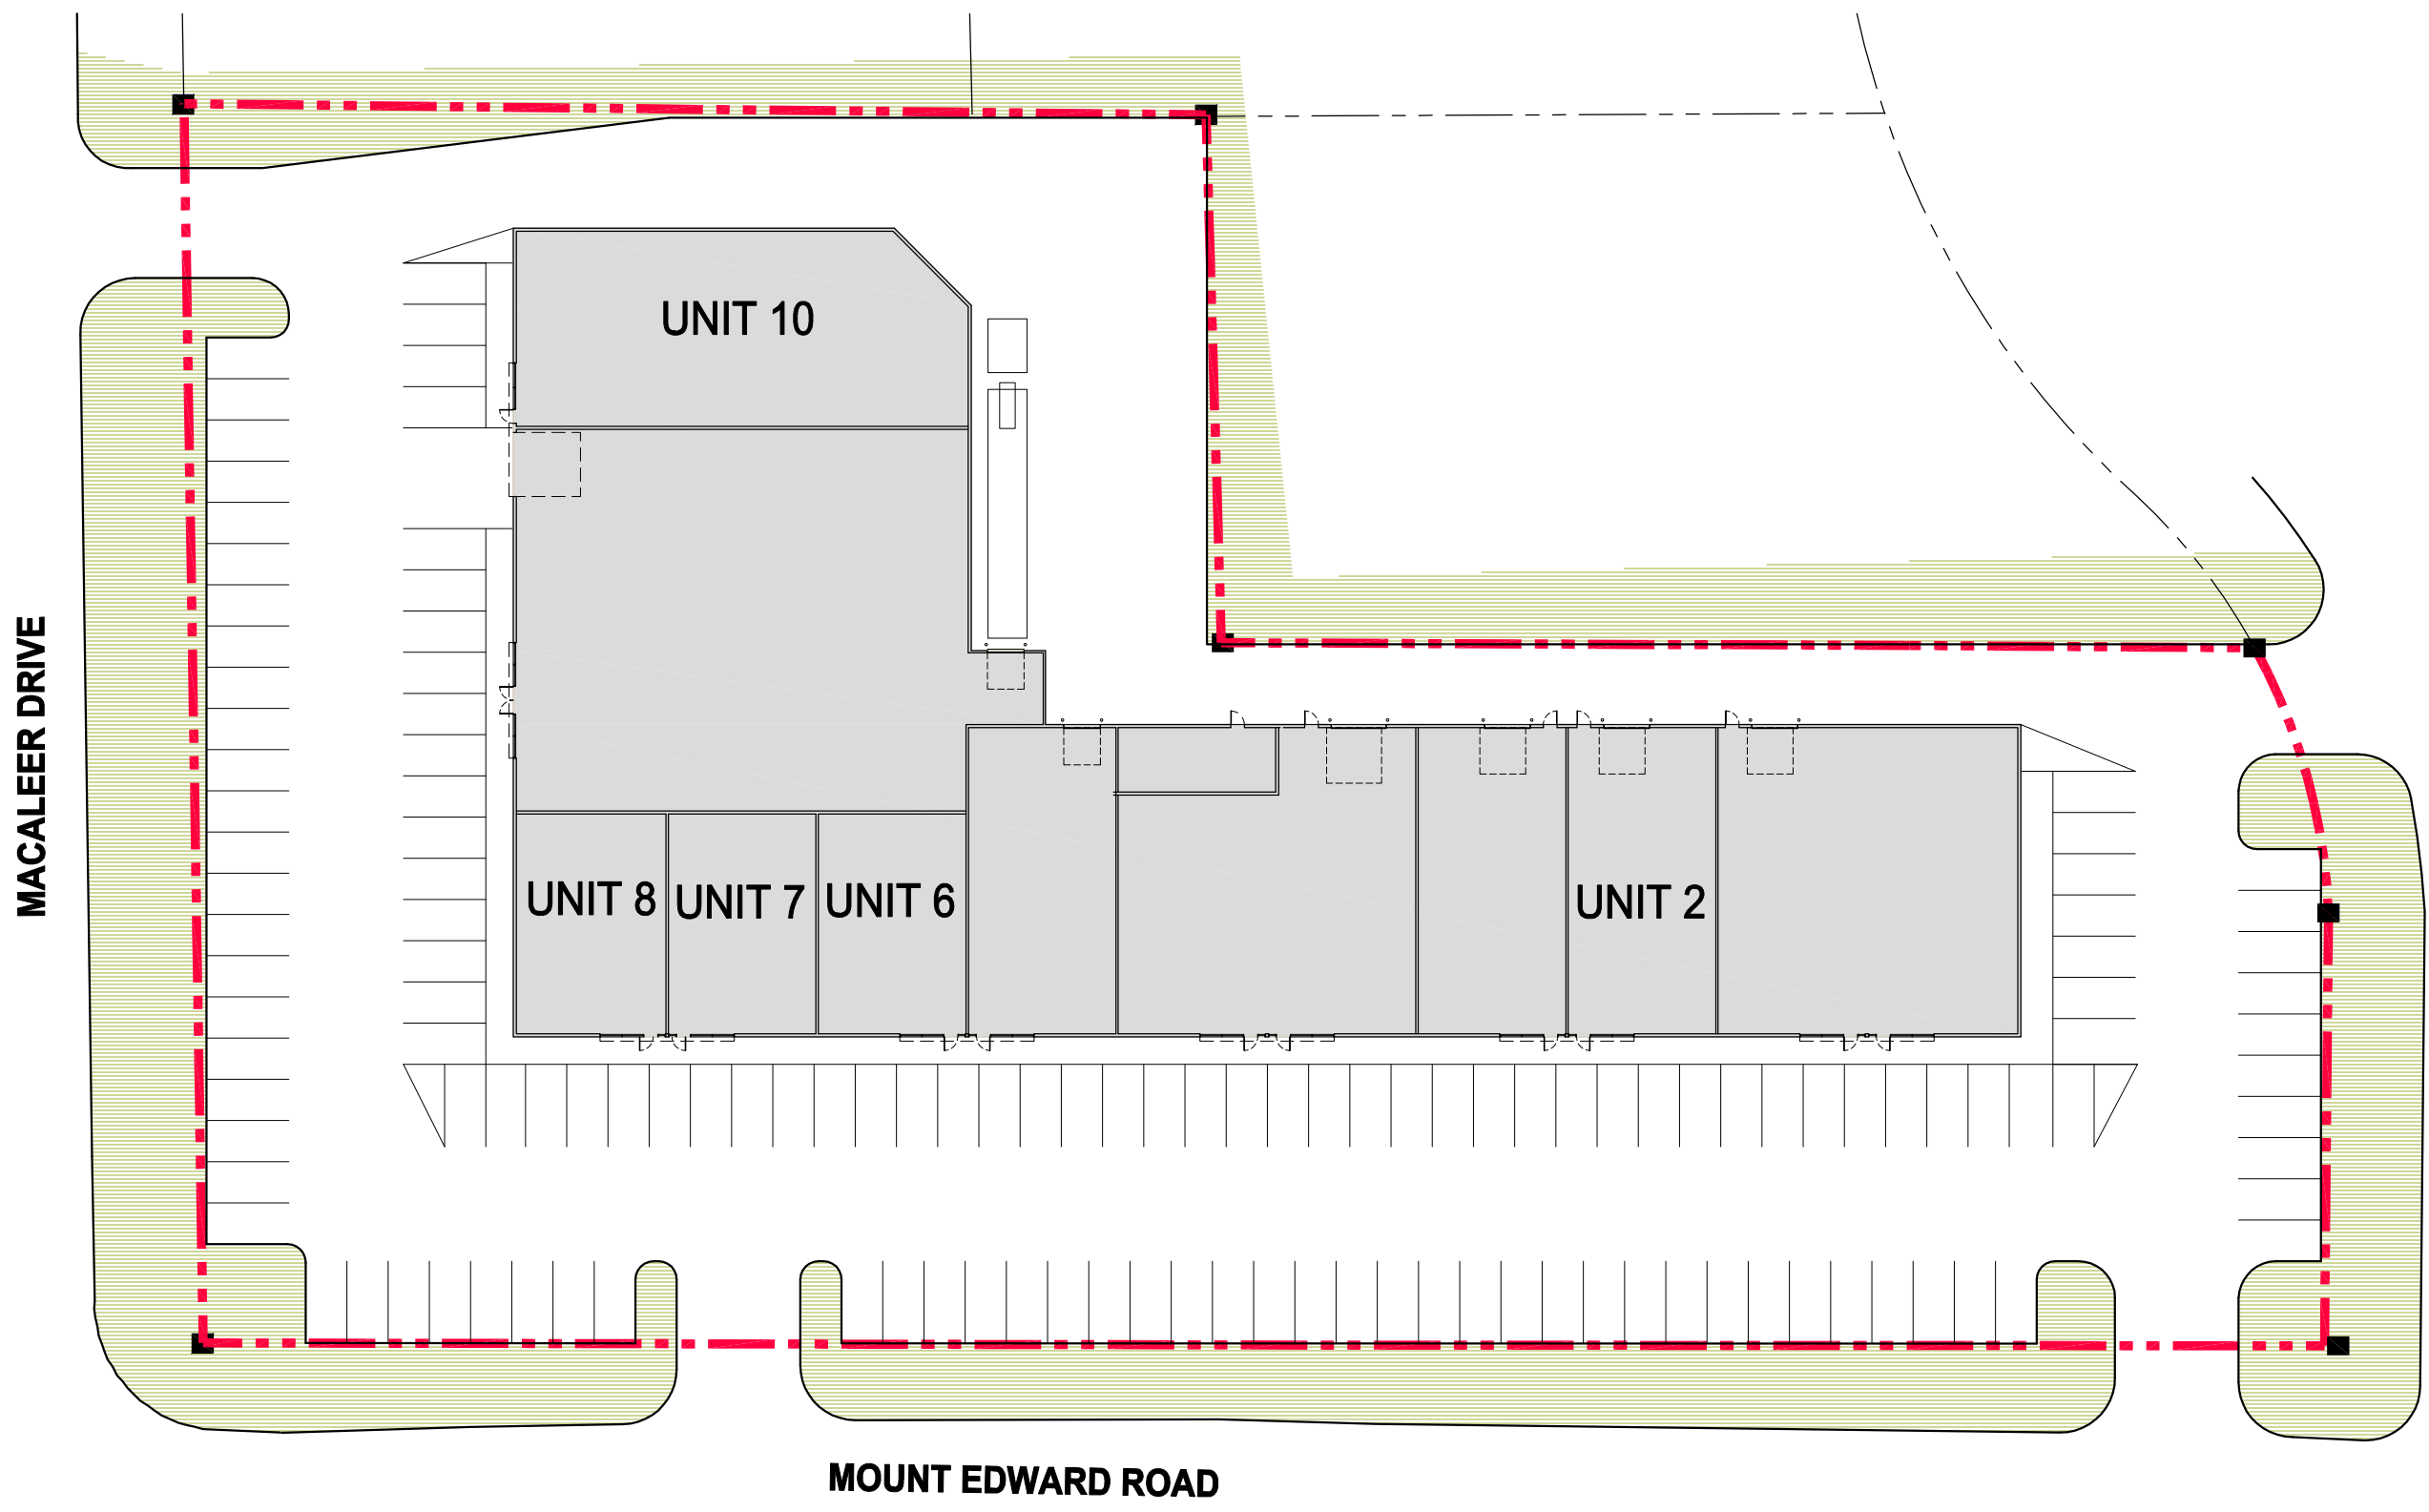 UNIT 10
MACALEER DRIVE
UNIT 8
UNIT 7
UNIT 6
UNIT 2
MOUNT EDWARD ROAD